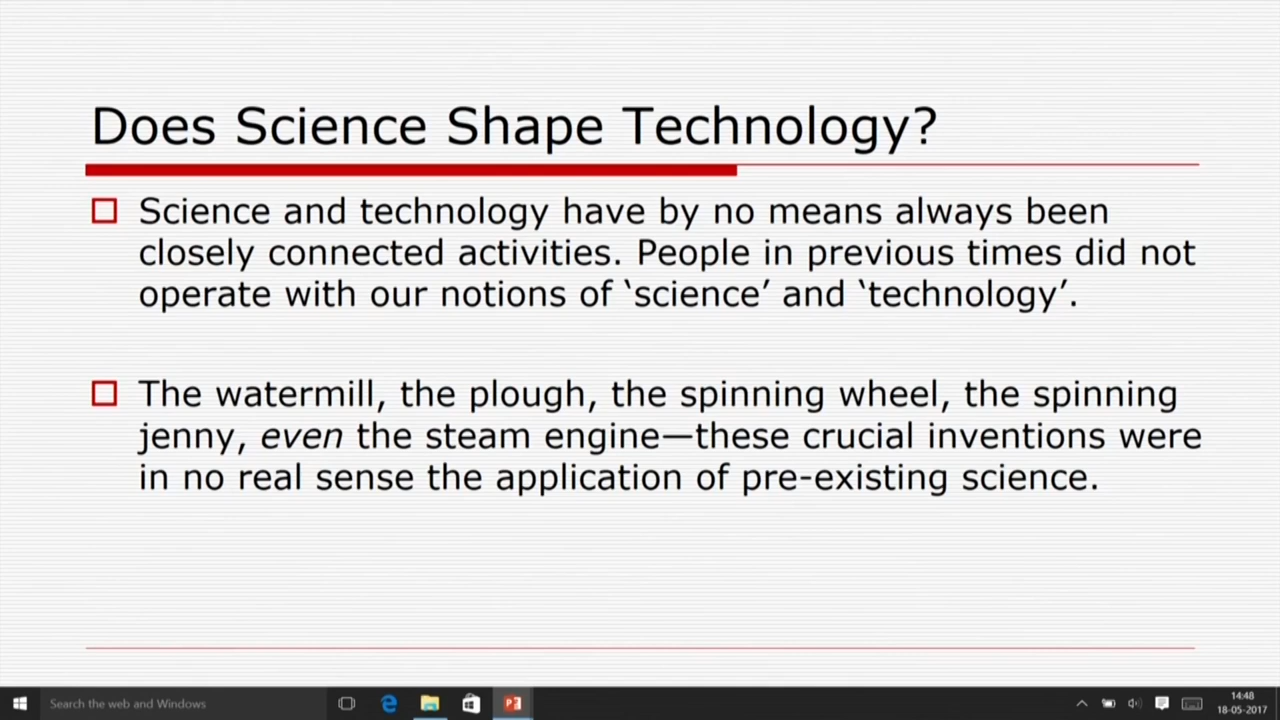 Does Science Shape Technology?
Science and technology have by no means always been
closely connected activities. People in previous times did not
operate with our notions of ‘science’ and ‘technology’.
The watermill, the plough, the spinning wheel, the spinning
jenny, even the steam engine—these crucial inventions were
in no real sense the application of pre-existing science.
Search the web and Windows
14:48
18-05-2017